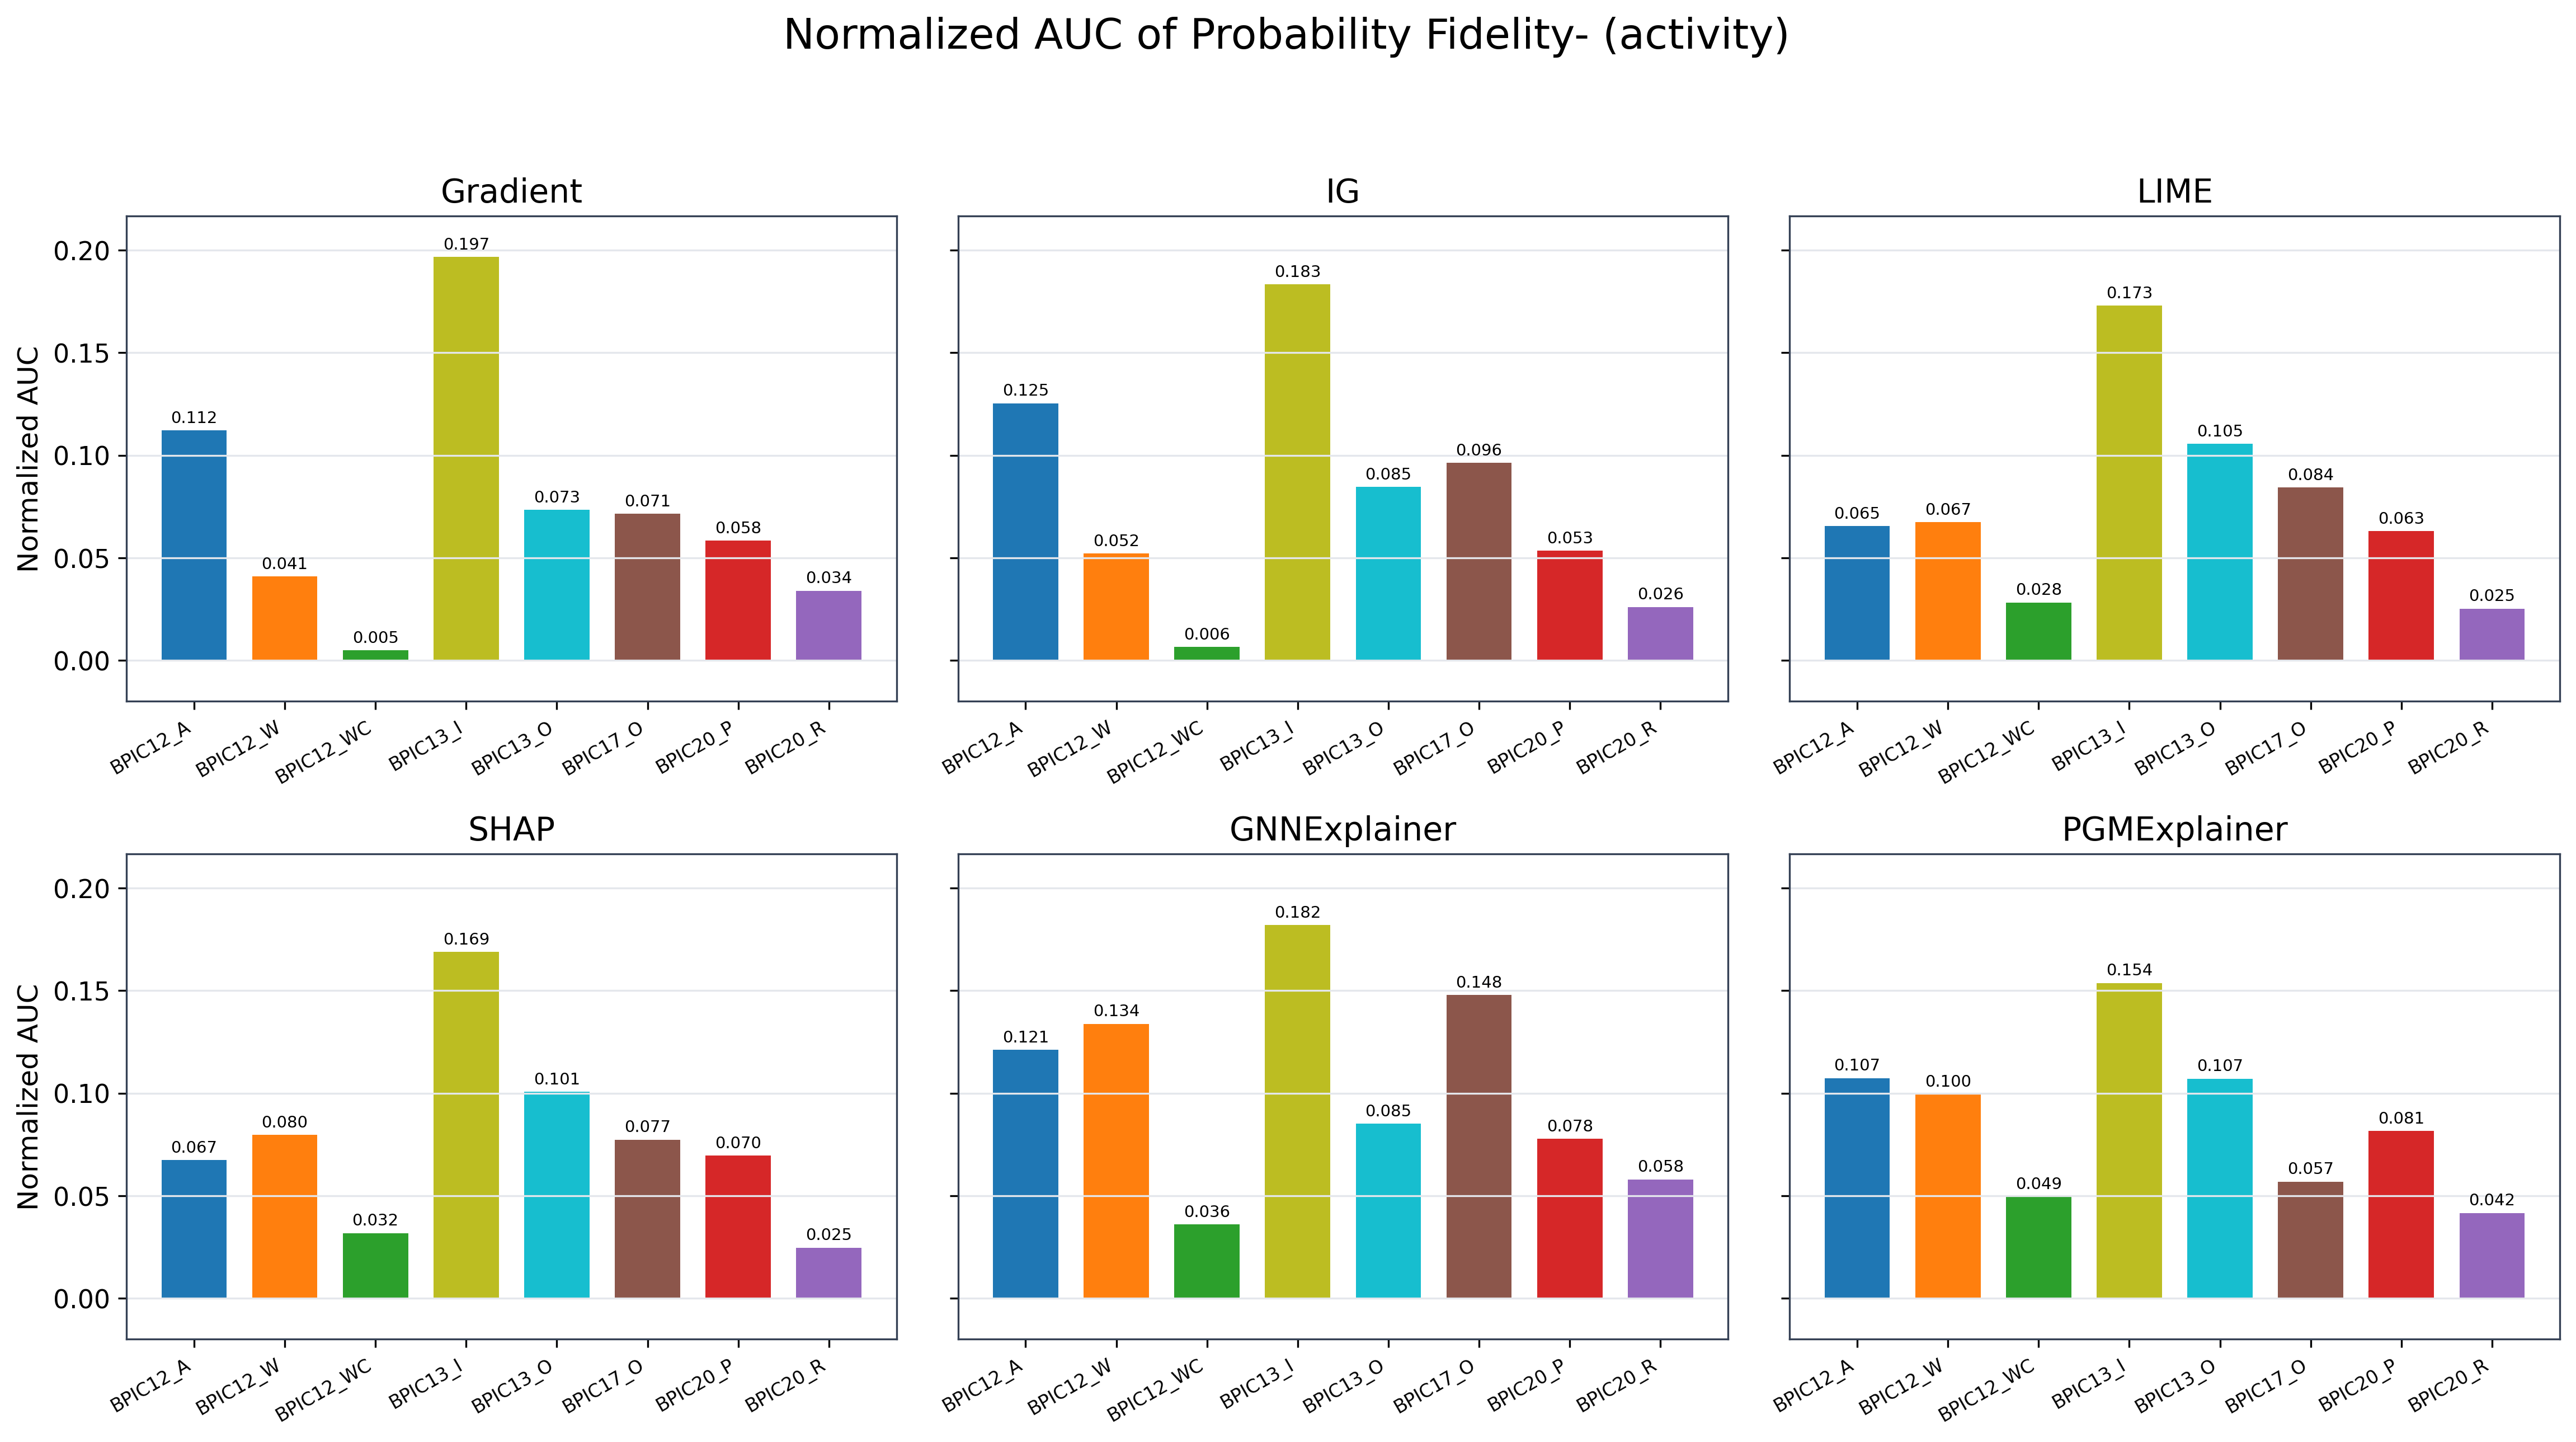 Normalized AUC of Probability Fidelity- (activity)
Gradient
IG
LIME
Normalized AUC
0.20
0.15
0.10
0.05
0.00
0.112
0.041
0.005
0.197
0.073
0.071
0.058
0.034
0.125
0.052
0.006
0.183
0.085
0.096
0.053
0.026
0.065
0.067
0.028
0.173
0.105
0.084
0.063
0.025
BPIC12_A
BPIC12_W
BPIC12_WC
BPIC13_I
BPIC13_O
BPIC17_O
BPIC20_P
BPIC20_R
BPIC12_A
BPIC12_W
BPIC12_WC
BPIC13_I
BPIC13_O
BPIC17_O
BPIC20_P
BPIC20_R
BPIC12_A
BPIC12_W
BPIC12_WC
BPIC13_I
BPIC13_O
BPIC17_O
BPIC20_P
BPIC20_R
SHAP
GNNExplainer
PGMExplainer
Normalized AUC
0.20
0.15
0.10
0.05
0.00
0.067
0.080
0.032
0.169
0.101
0.077
0.070
0.025
0.121
0.134
0.036
0.182
0.085
0.148
0.078
0.058
0.107
0.100
0.049
0.154
0.107
0.057
0.081
0.042
BPIC12_A
BPIC12_W
BPIC12_WC
BPIC13_I
BPIC13_O
BPIC17_O
BPIC20_P
BPIC20_R
BPIC12_A
BPIC12_W
BPIC12_WC
BPIC13_I
BPIC13_O
BPIC17_O
BPIC20_P
BPIC20_R
BPIC12_A
BPIC12_W
BPIC12_WC
BPIC13_I
BPIC13_O
BPIC17_O
BPIC20_P
BPIC20_R